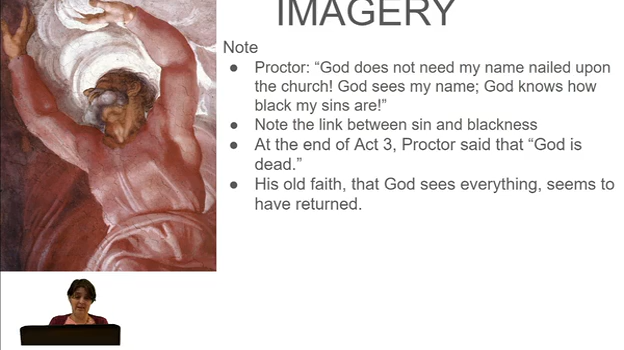 IMAGERY
Note
● Proctor: “God does not need my name nailed upon
the church! God sees my name; God knows how
black my sins are!”
● Note the link between sin and blackness
● At the end of Act 3, Proctor said that “God is
dead.”
● His old faith, that God sees everything, seems to
have returned.